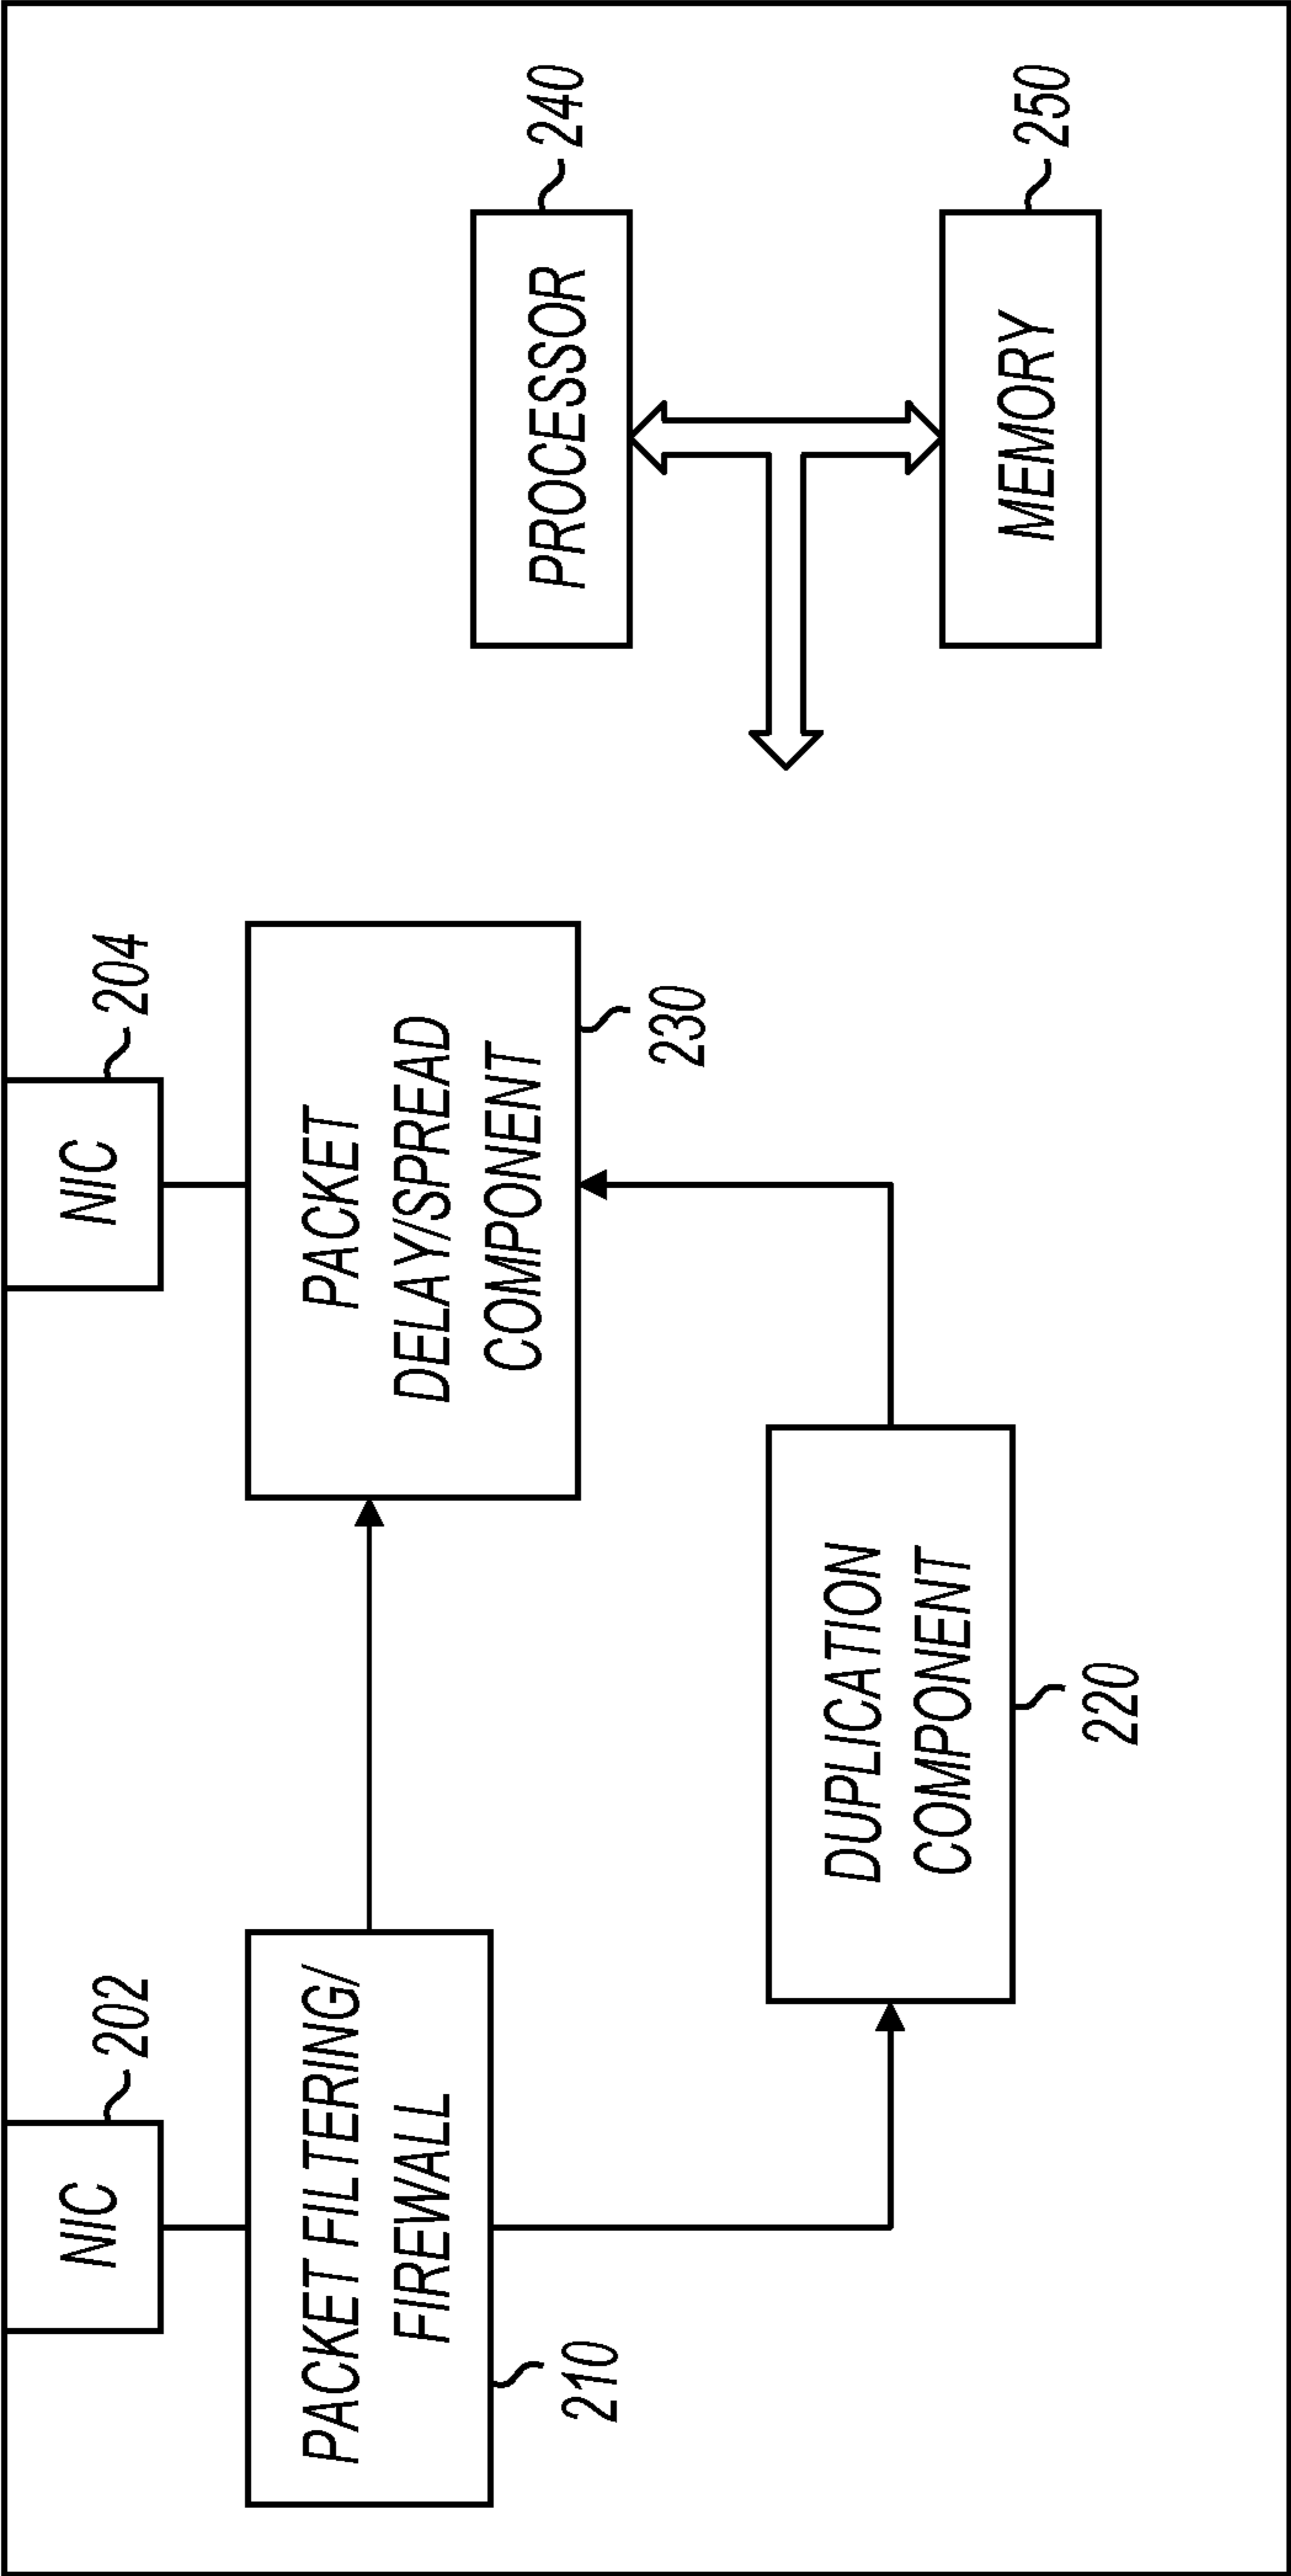 202
NIC
204
NIC
PACKET FILTERING/
FIREWALL
210
PACKET
DELAY/SPREAD
COMPONENT
230
DUPLICATION
COMPONENT
220
PROCESSOR
240
MEMORY
250